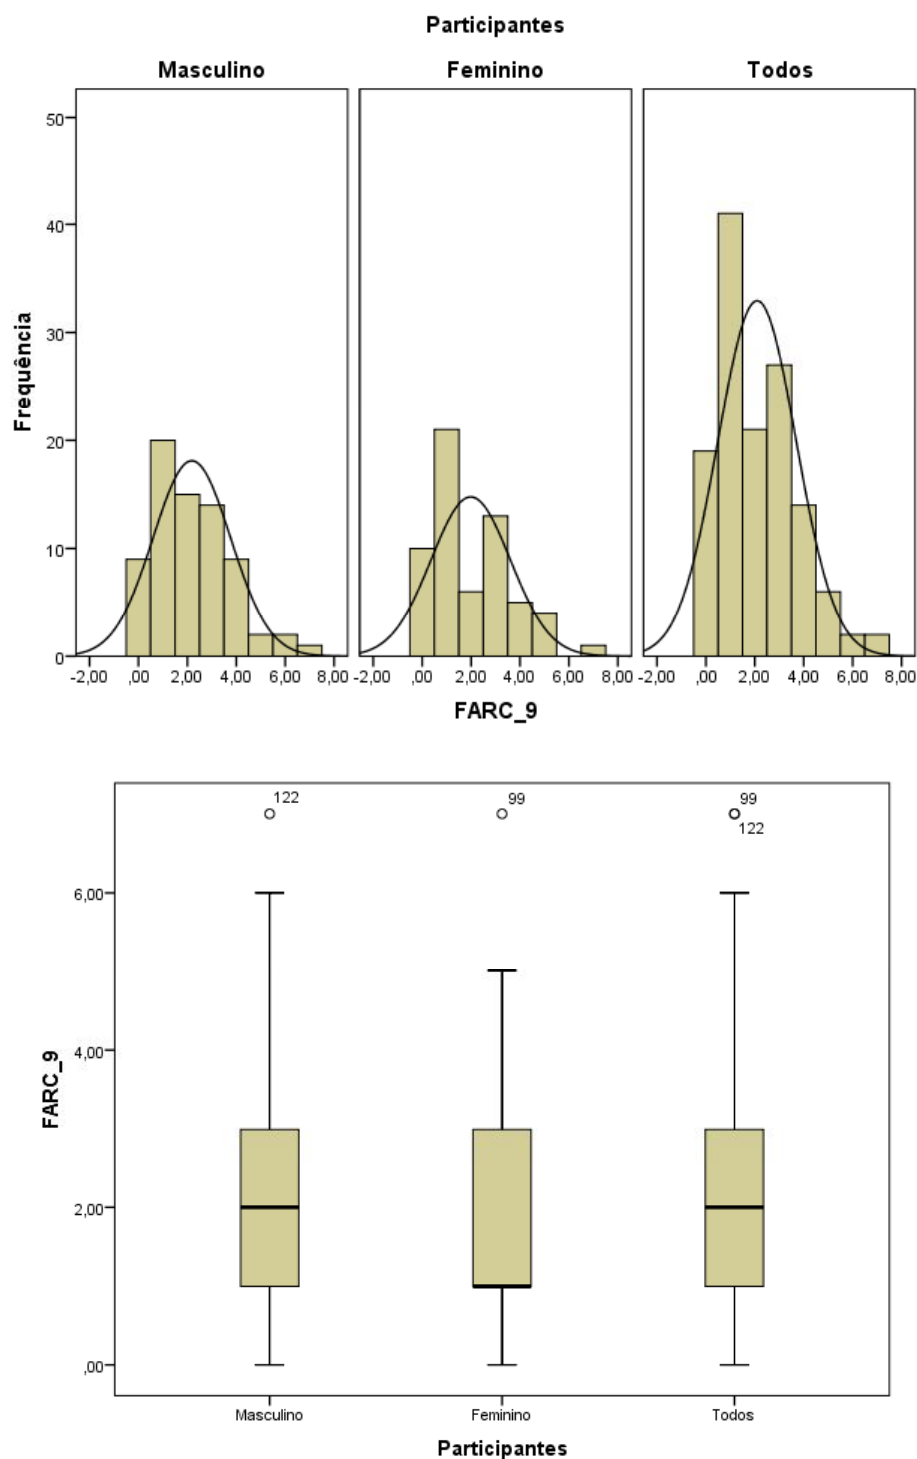 Participantes
Masculino Feminino Todos
50
40
30
20
10
0
Frequência
-2,00 ,00 2,00 4,00 6,00 8,00 -2,00 ,00 2,00 4,00 6,00 8,00 -2,00 ,00 2,00 4,00 6,00 8,00
FARC_9
122 99 99
122
6,00
4,00
2,00
,00
FARC_9
Masculino Feminino Todos
Participantes